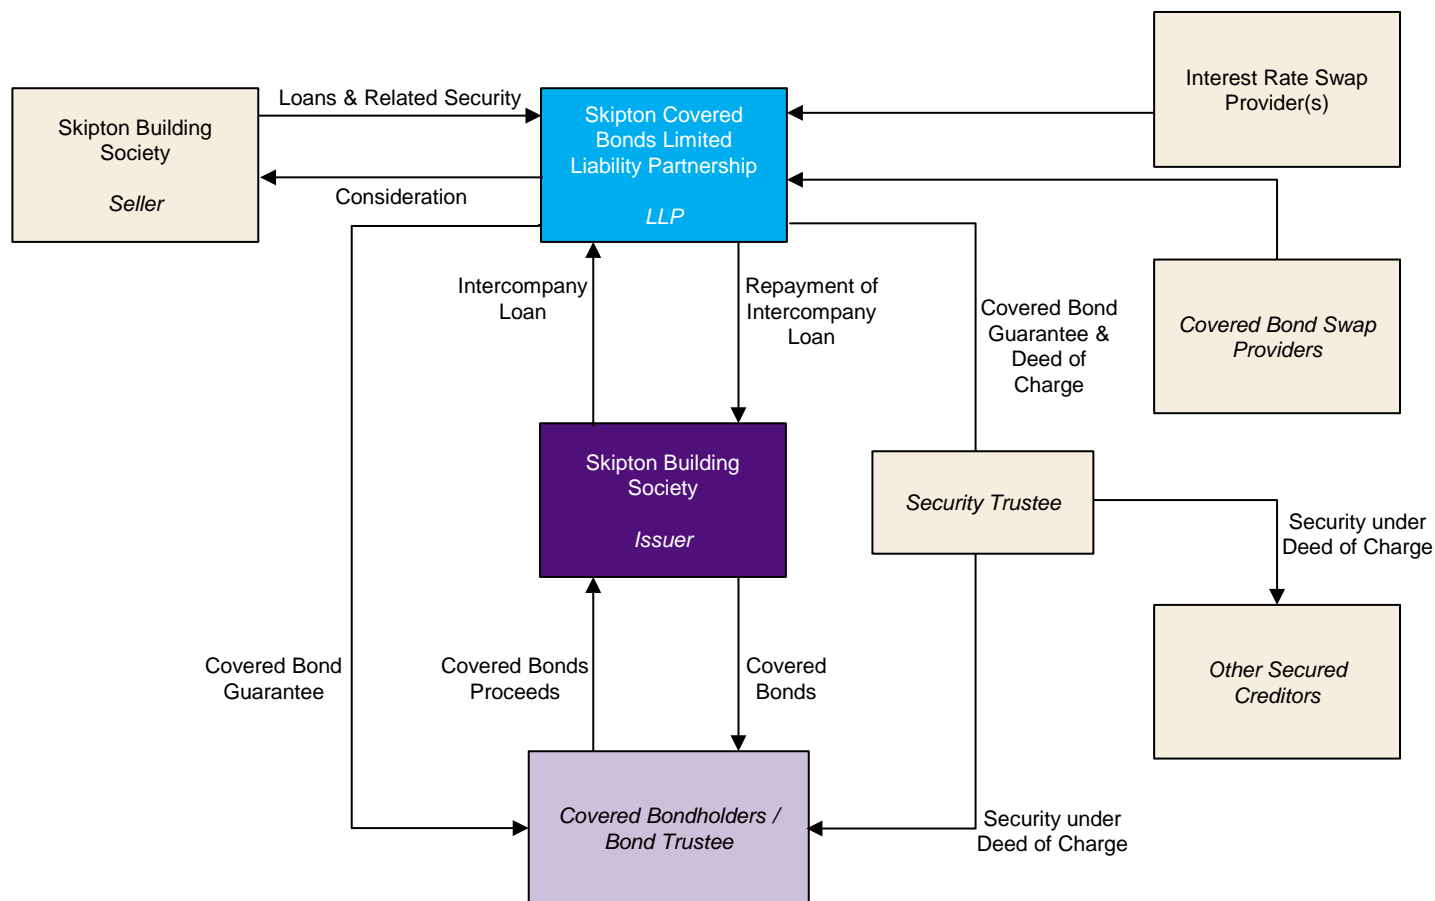 Loans & Related Security
Skipton Building
Society
Seller
Consideration
Skipton Covered
Bonds Limited
Liability Partnership
LLP
Interest Rate Swap
Provider(s)
Covered Bond Swap
Providers
Intercompany
Loan
Repayment of
Intercompany
Loan
Covered Bond
Guarantee &
Deed of
Charge
Skipton Building
Society
Issuer
Security Trustee
Security under
Deed of Charge
Other Secured
Creditors
Covered Bond
Guarantee
Covered Bonds
Proceeds
Covered
Bonds
Covered Bondholders /
Bond Trustee
Security under
Deed of Charge